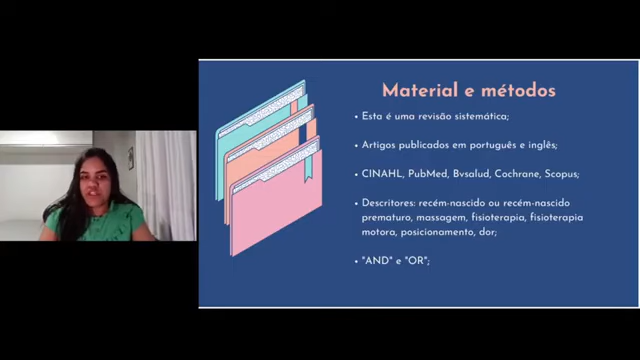 Material e métodos
• Esta é uma revisão sistemática;
• Artigos publicados em português e inglês;
• CINAHL, PubMed, Bvsalud, Cochrane, Scopus;
• Descritores: recém-nascido ou recém-nascido
prematuro, massagem, fisioterapia, fisioterapia
motora, posicionamento, dor;
• "AND" e "OR";